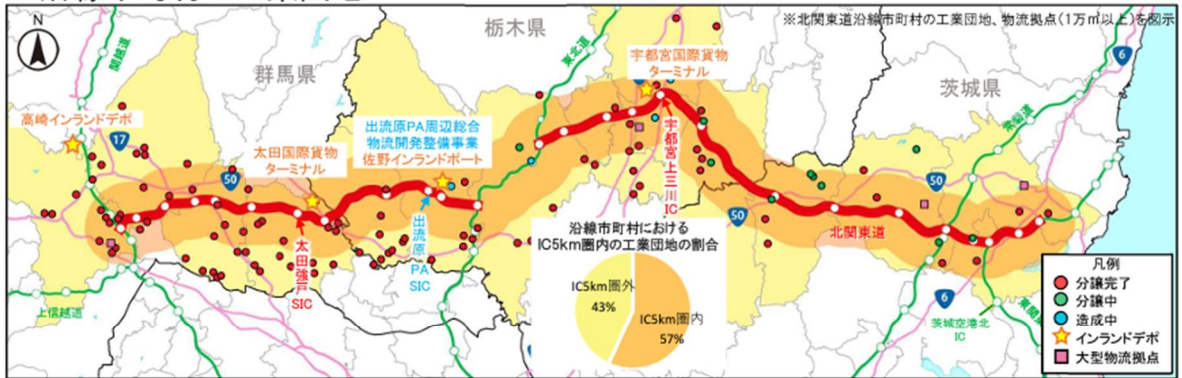 ※北関東道沿線市町村の工業団地、物流拠点(1万㎡以上)を図示
栃木県
群馬県
茨城県
関越道
東北道
常磐道
6
宇都宮国際貨物
ターミナル
高崎インランドデポ
17
出流原PA周辺総合
物流開発整備事業
佐野インランドポート
太田国際貨物
ターミナル
50
50
50
宇都宮上三川IC
太田強戸SIC
出流原PA SIC
北関東道
沿線市町村における
IC5km圏内の工業団地の割合
IC5km圏外
43%
IC5km圏内
57%
上信越道
6
茨城空港北
IC
凡例
分譲完了
分譲中
造成中
インランドデポ
大型物流拠点